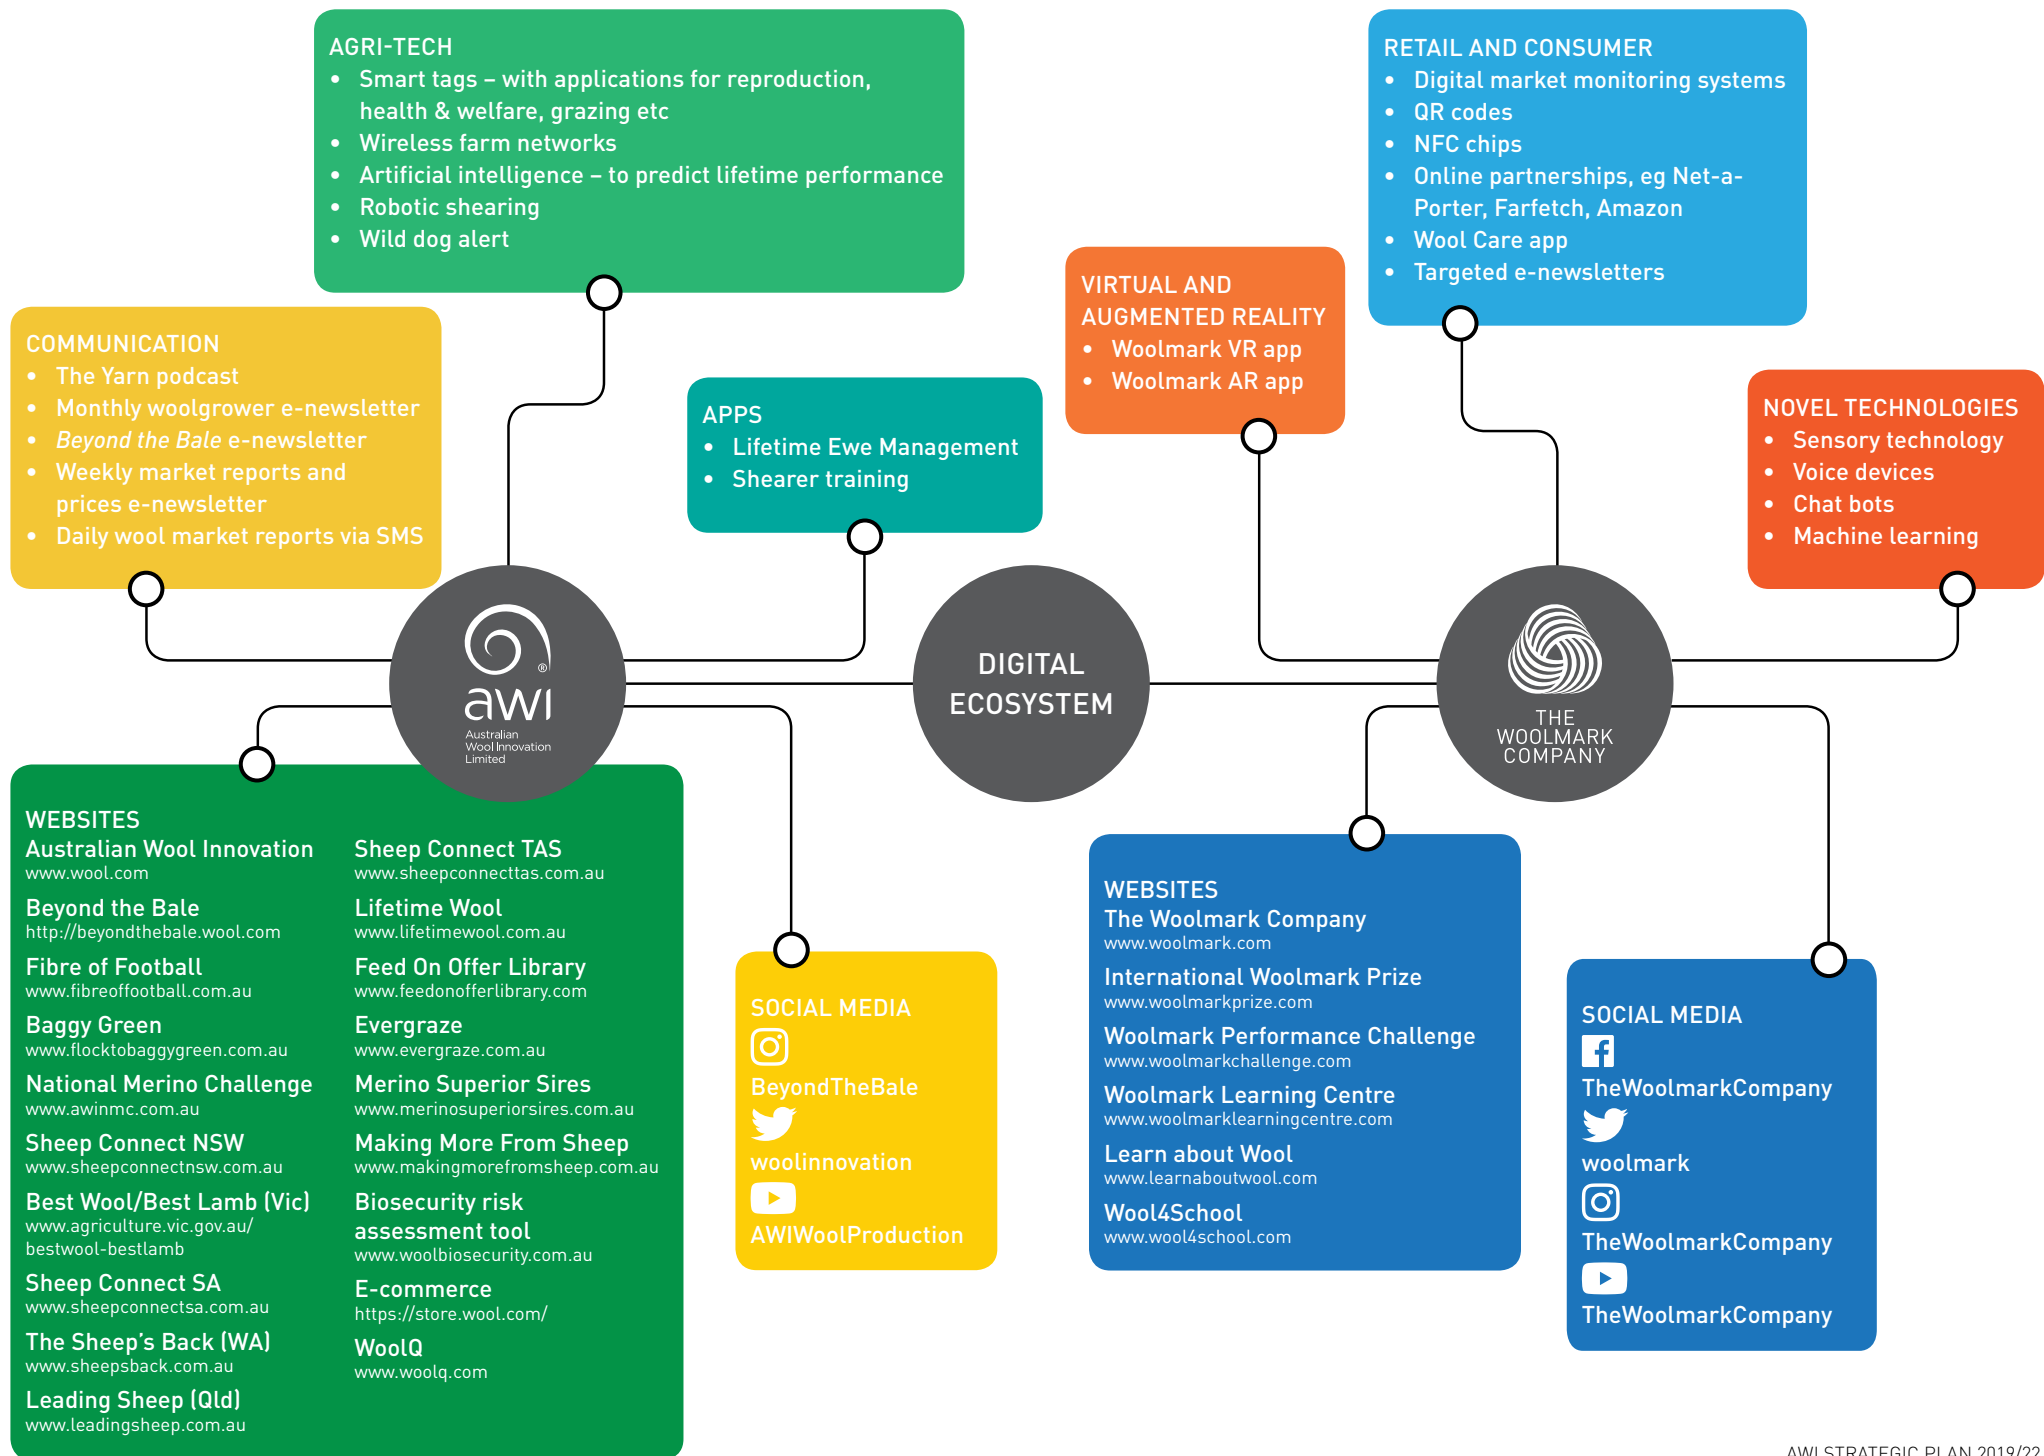 AGRI-TECH
• Smart tags – with applications for reproduction,
health & welfare, grazing etc
• Wireless farm networks
• Artificial intelligence – to predict lifetime performance
• Robotic shearing
• Wild dog alert
RETAIL AND CONSUMER
• Digital market monitoring systems
• QR codes
• NFC chips
• Online partnerships, eg Net-a-
Porter, Farfetch, Amazon
• Wool Care app
• Targeted e-newsletters
VIRTUAL AND
AUGMENTED REALITY
• Woolmark VR app
• Woolmark AR app
COMMUNICATION
• The Yarn podcast
• Monthly woolgrower e-newsletter
• Beyond the Bale e-newsletter
• Weekly market reports and
prices e-newsletter
• Daily wool market reports via SMS
APPS
• Lifetime Ewe Management
• Shearer training
NOVEL TECHNOLOGIES
• Sensory technology
• Voice devices
• Chat bots
• Machine learning
®
awi
Australian
Wool Innovation
Limited
DIGITAL
ECOSYSTEM
THE
WOOLMARK
COMPANY
WEBSITES
Australian Wool Innovation
www.wool.com
Beyond the Bale
http://beyondthebale.wool.com
Fibre of Football
www.fibreoffootball.com.au
Baggy Green
www.flocktobaggygreen.com.au
National Merino Challenge
www.awinmc.com.au
Sheep Connect NSW
www.sheepconnectnsw.com.au
Best Wool/Best Lamb (Vic)
www.agriculture.vic.gov.au/
bestwool-bestlamb
Sheep Connect SA
www.sheepconnectsa.com.au
The Sheep's Back (WA)
www.sheepsback.com.au
Leading Sheep (Qld)
www.leadingsheep.com.au
Sheep Connect TAS
www.sheepconnecttas.com.au
Lifetime Wool
www.lifetimewool.com.au
Feed On Offer Library
www.feedonofferlibrary.com
Evergraze
www.evergraze.com.au
Merino Superior Sires
www.merinosuperiorsires.com.au
Making More From Sheep
www.makingmorefromsheep.com.au
Biosecurity risk
assessment tool
www.woolbiosecurity.com.au
E-commerce
https://store.wool.com/
WoolQ
www.woolq.com
SOCIAL MEDIA
BeyondTheBale
woolinnovation
AWIWoolProduction
WEBSITES
The Woolmark Company
www.woolmark.com
International Woolmark Prize
www.woolmarkprize.com
Woolmark Performance Challenge
www.woolmarkchallenge.com
Woolmark Learning Centre
www.woolmarklearningcentre.com
Learn about Wool
www.learnaboutwool.com
Wool4School
www.wool4school.com
SOCIAL MEDIA
TheWoolmarkCompany
woolmark
TheWoolmarkCompany
TheWoolmarkCompany
AWI STRATEGIC PLAN 2019/22